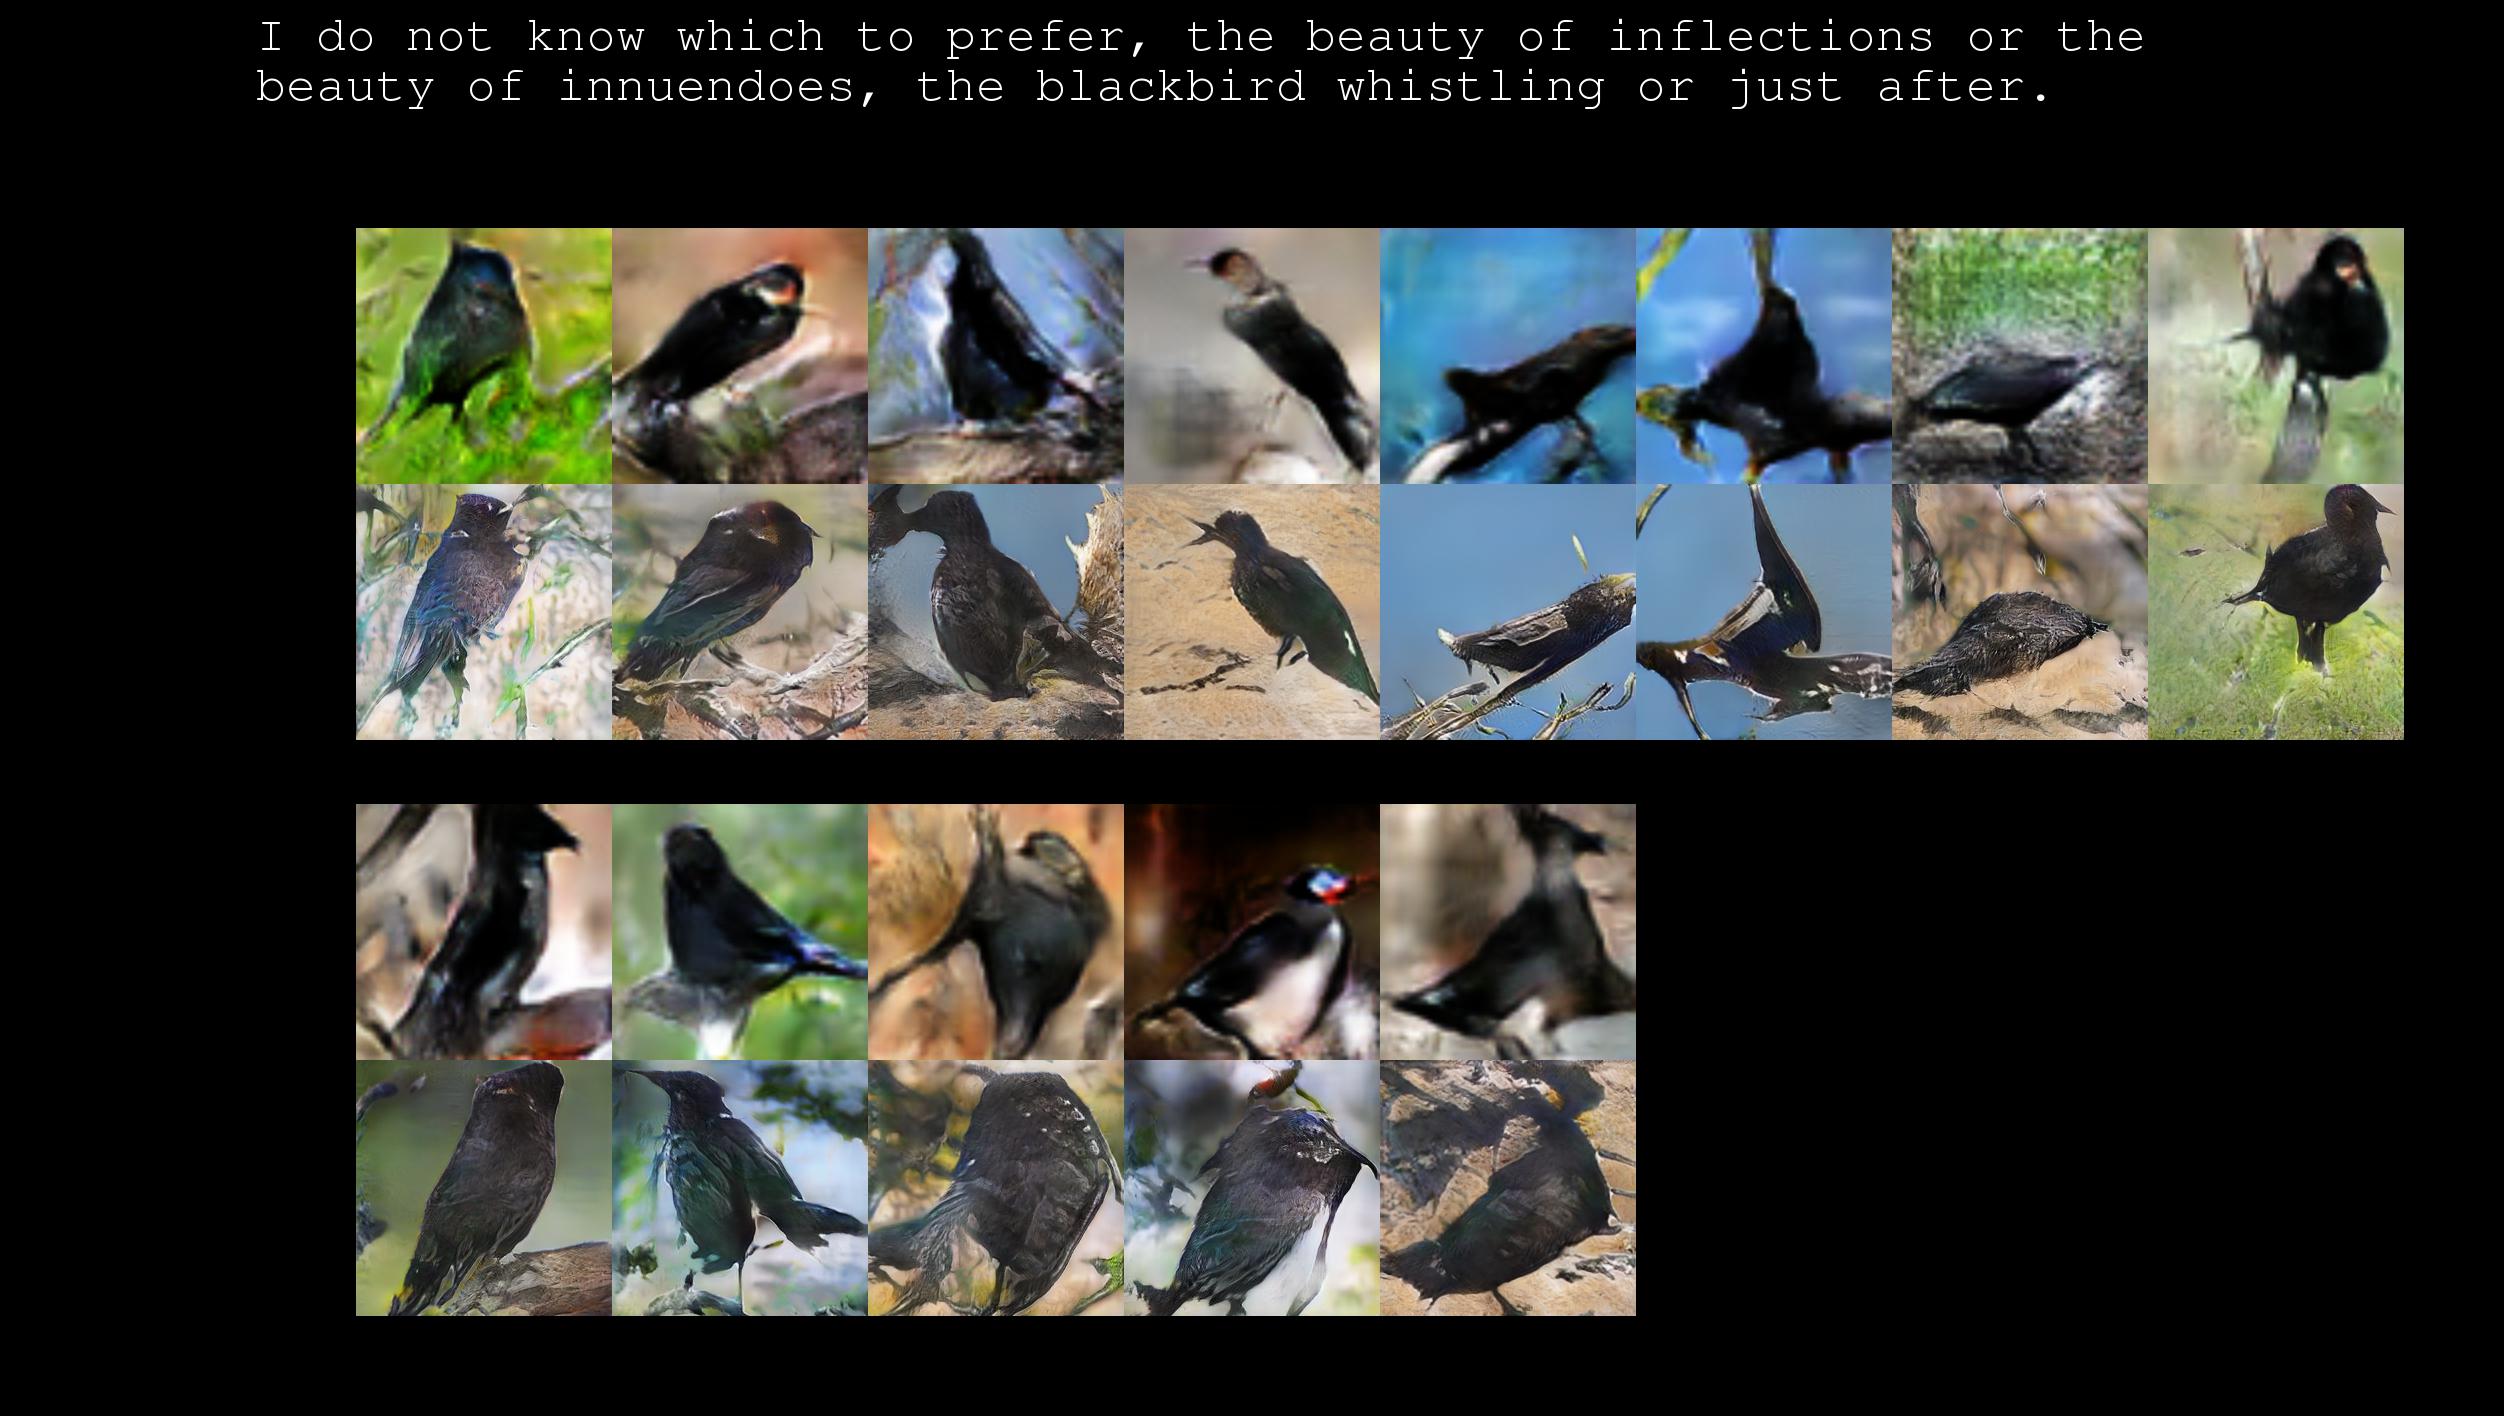 I do not know which to prefer, the beauty of inflections or the
beauty of innuendoes, the blackbird whistling or just after.